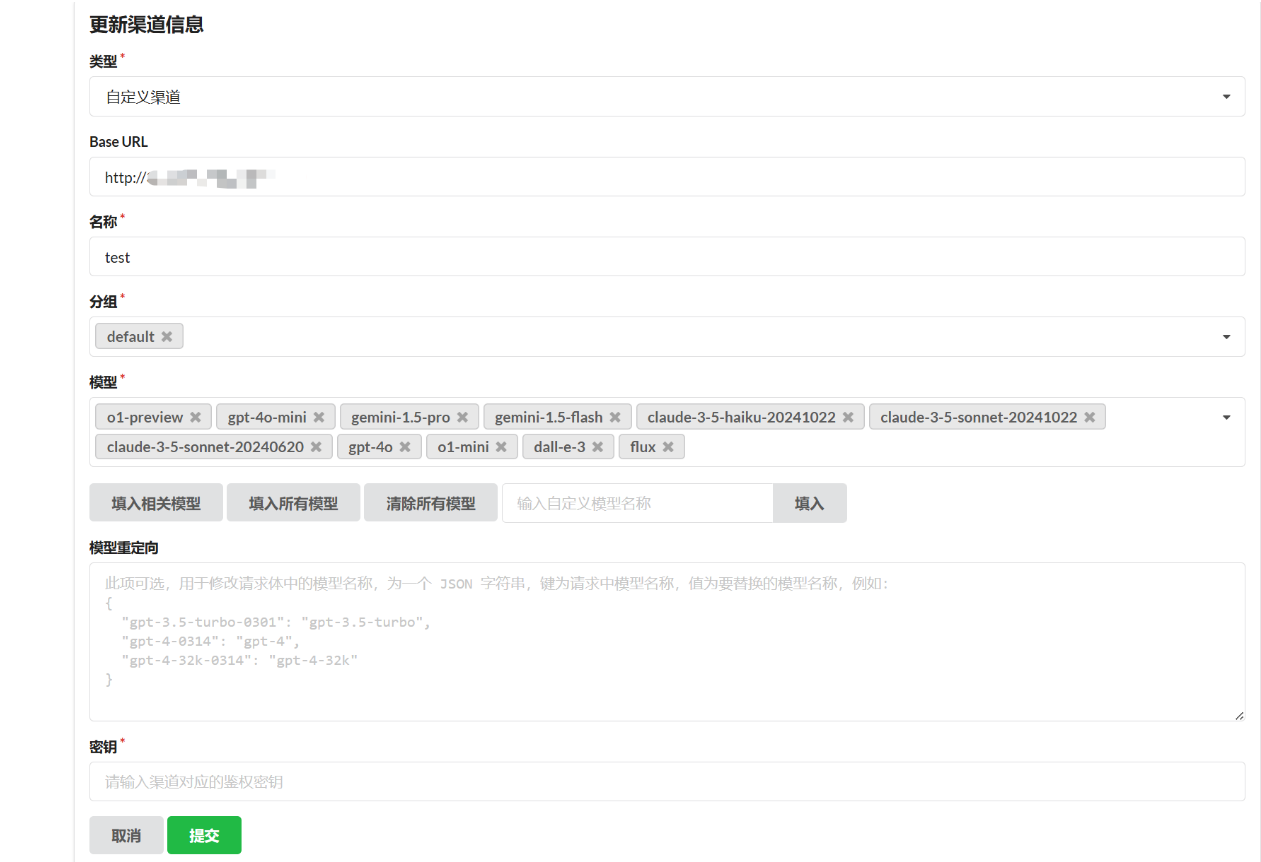 更新渠道信息
类型*
自定义渠道
Base URL
http://
名称*
test
分组*
default
模型*
o1-preview gpt-4o-mini gemini-1.5-pro gemini-1.5-flash claude-3-5-haiku-20241022 claude-3-5-sonnet-20241022
claude-3-5-sonnet-20240620 gpt-4o o1-mini dall-e-3 flux
填入相关模型 填入所有模型 清除所有模型 输入自定义模型名称 填入
模型重定向
此项可选，用于修改请求体中的模型名称，为一个 JSON 字符串，键为请求中模型名称，值为要替换的模型名称，例如：
{
"gpt-3.5-turbo-0301": "gpt-3.5-turbo",
"gpt-4-0314": "gpt-4",
"gpt-4-32k-0314": "gpt-4-32k"
}
密钥*
请输入渠道对应的鉴权密钥
取消 提交